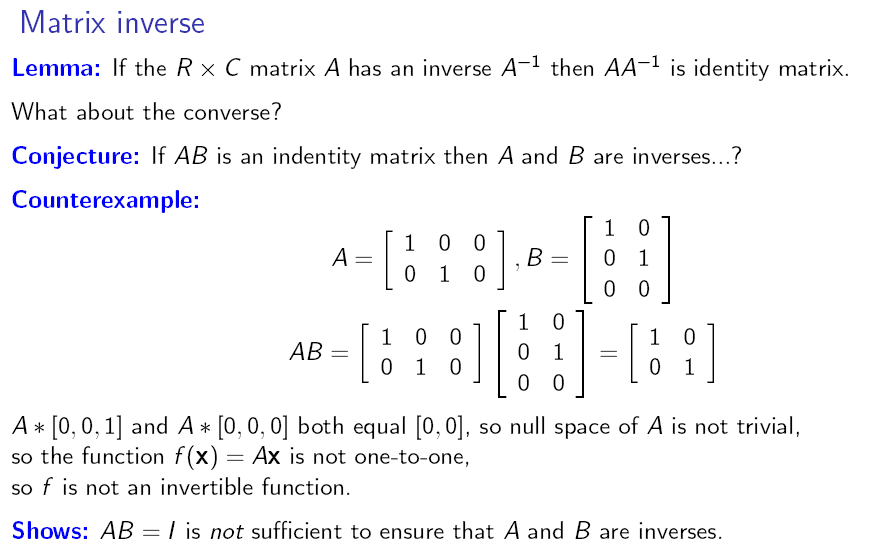 Matrix inverse
Lemma: If the R × C matrix A has an inverse A⁻¹ then AA⁻¹ is identity matrix.
What about the converse?
Conjecture: If AB is an indentity matrix then A and B are inverses...?
Counterexample:
A = [ 1 0 0 ; 0 1 0 ], B = [ 1 0 ; 0 1 ; 0 0 ]
AB = [ 1 0 0 ; 0 1 0 ] [ 1 0 ; 0 1 ; 0 0 ] = [ 1 0 ; 0 1 ]
A ∗ [0, 0, 1] and A ∗ [0, 0, 0] both equal [0, 0], so null space of A is not trivial,
so the function f(x) = Ax is not one-to-one,
so f is not an invertible function.
Shows: AB = I is not sufficient to ensure that A and B are inverses.